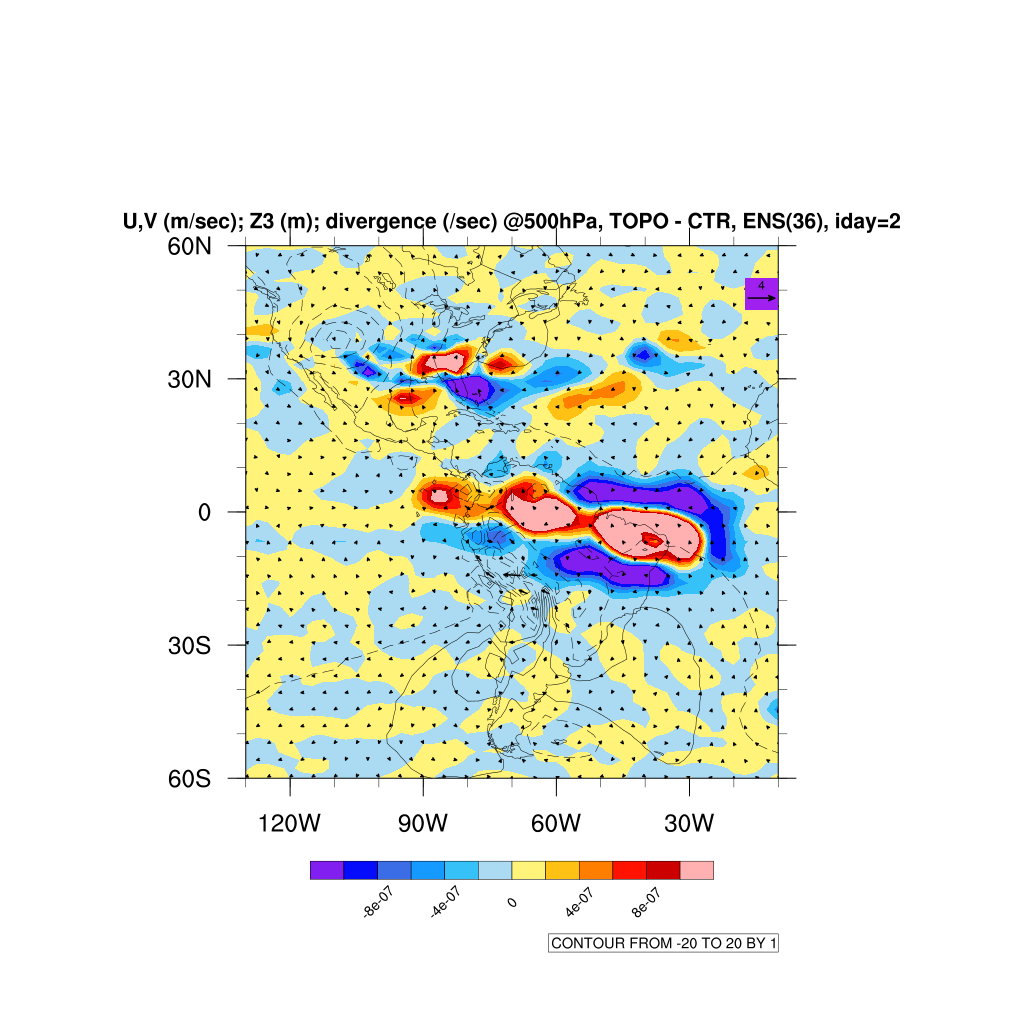 U,V (m/sec); Z3 (m); divergence (/sec) @500hPa, TOPO - CTR, ENS(36), iday=2
60N
4
30N
0
30S
60S
120W 90W 60W 30W
-8e-07 -4e-07 0 4e-07 8e-07
CONTOUR FROM -20 TO 20 BY 1